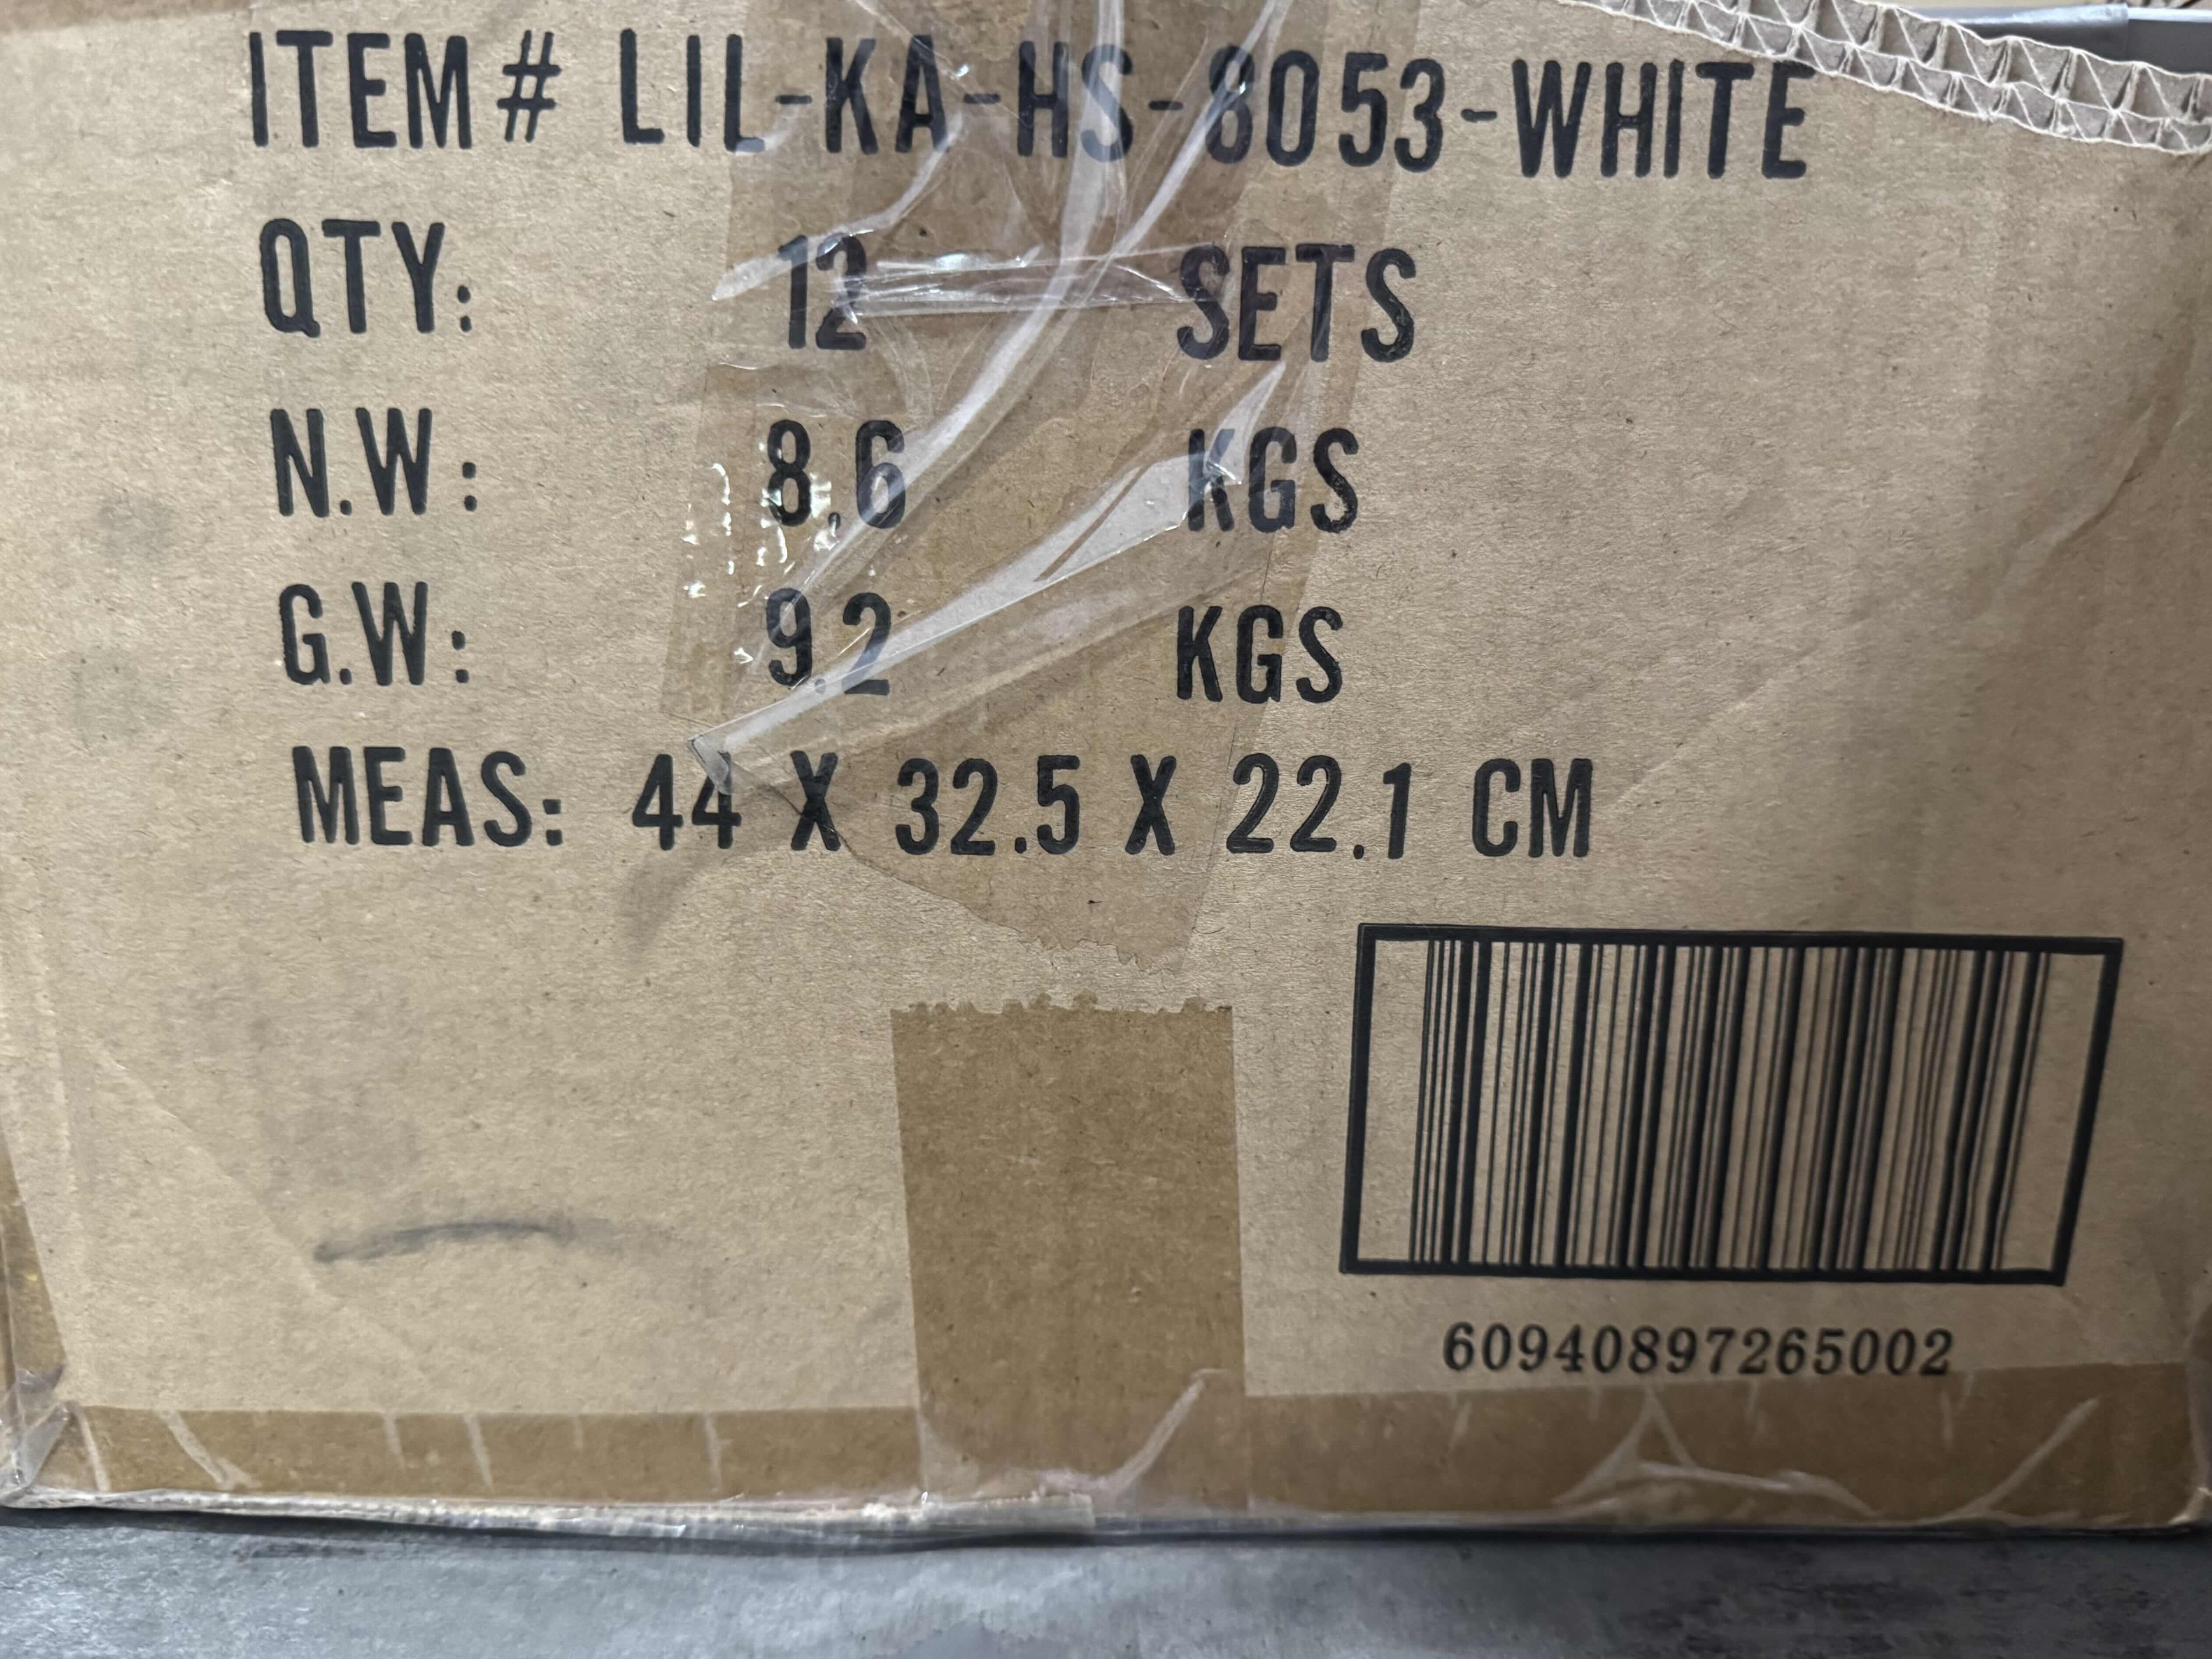 ITEM# LIL-KA-HS-8053-WHITE
QTY: 12 SETS
N.W: 8.6 KGS
G.W: 9.2 KGS
MEAS: 44 X 32.5 X 22.1 CM
60940897265002